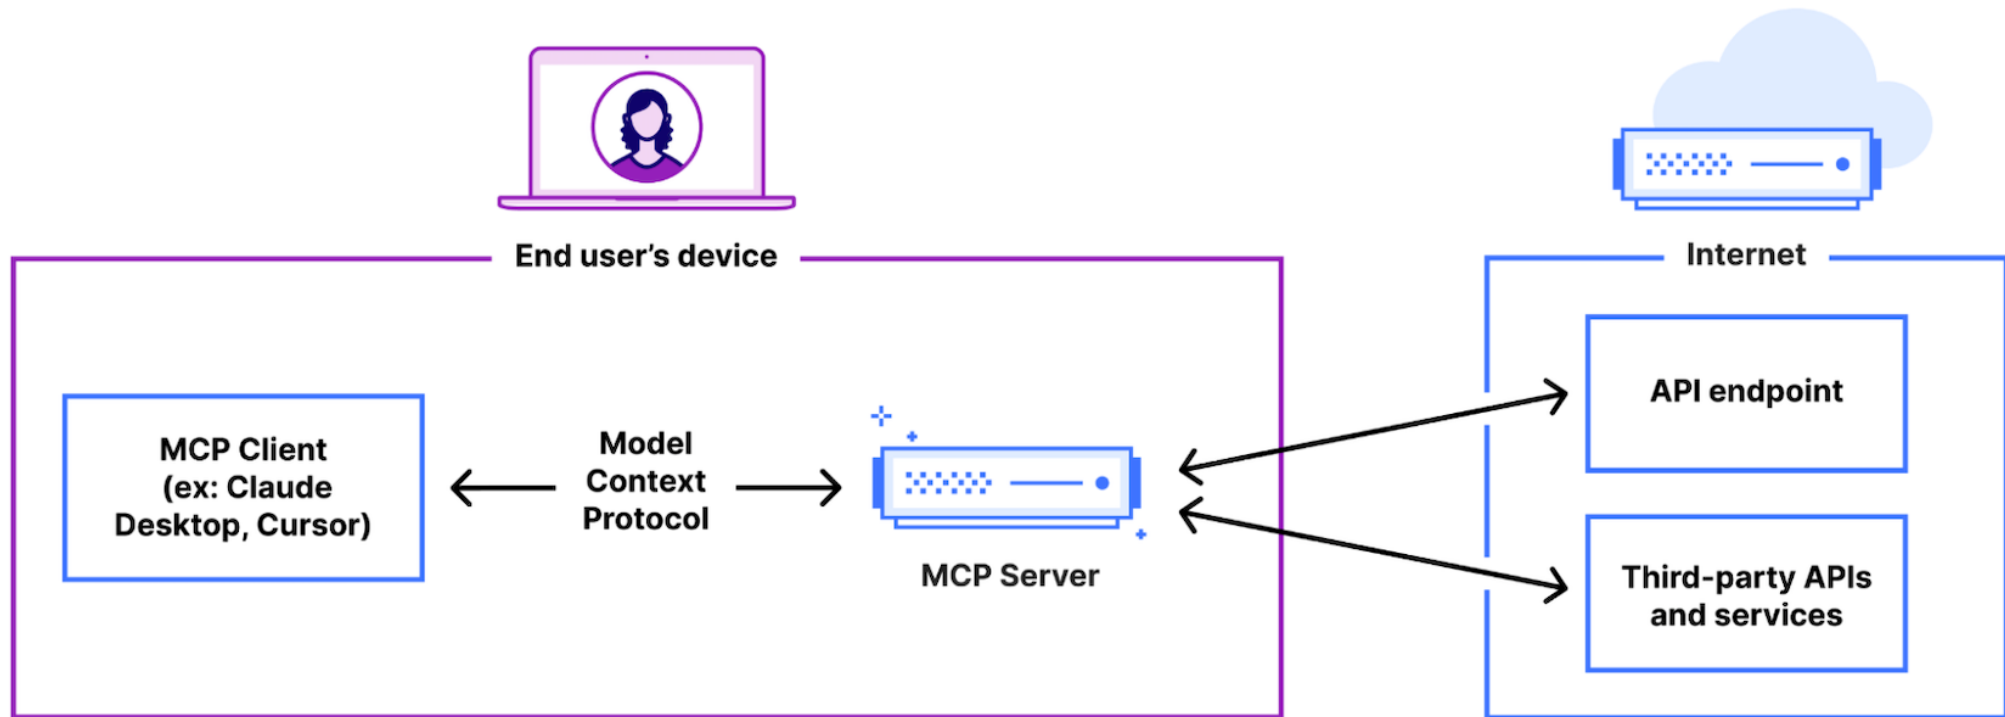 End user’s device
Internet
MCP Client
(ex: Claude
Desktop, Cursor)
Model
Context
Protocol
MCP Server
API endpoint
Third-party APIs
and services